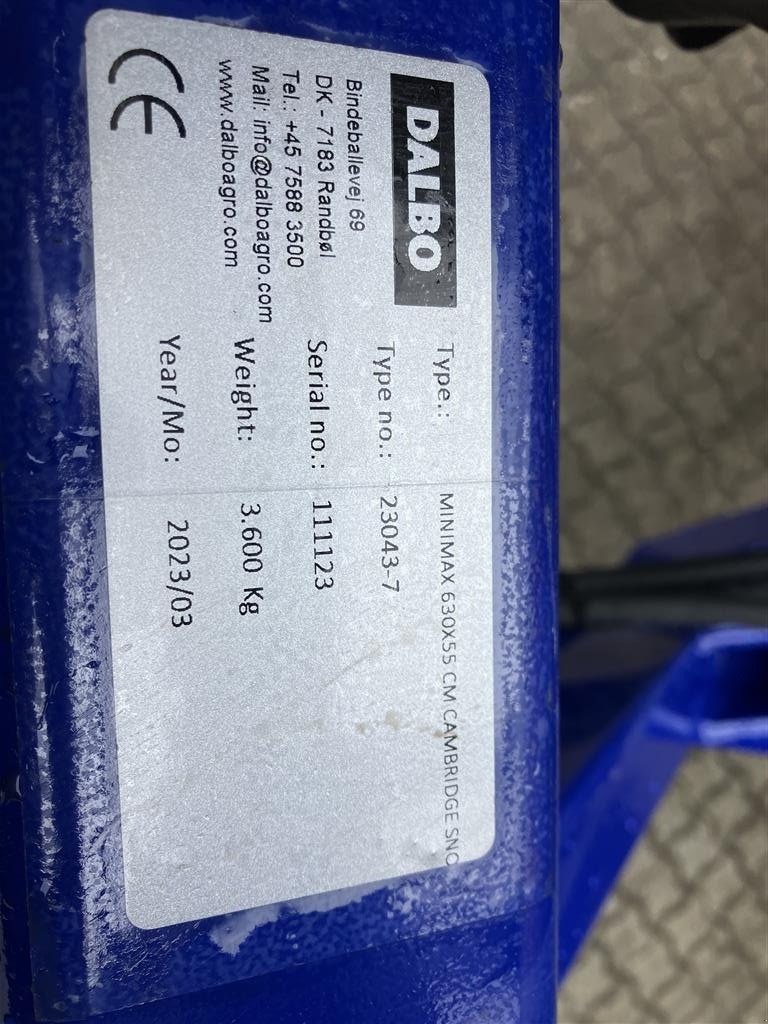 DALBO
Bindeballevej 69
DK - 7183 Randbøl
Tel.: +45 7588 3500
Mail: info@dalboagro.com
www.dalboagro.com
CE
Type.: MINIMAX 630X55 CM CAMBRIDGE SNO
Type no.: 23043-7
Serial no.: 111123
Weight: 3.600 Kg
Year/Mo: 2023/03